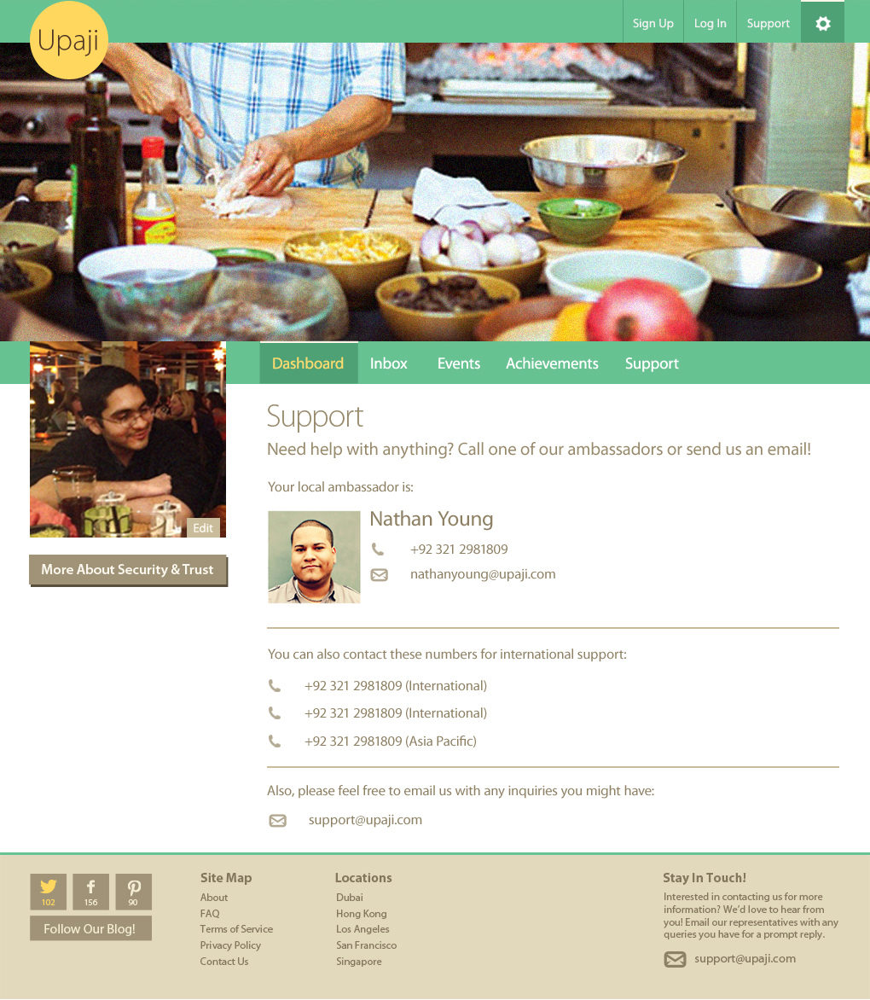 Upaji
Sign Up
Log In
Support
Dashboard
Inbox
Events
Achievements
Support
Edit
More About Security & Trust
Support
Need help with anything? Call one of our ambassadors or send us an email!
Your local ambassador is:
Nathan Young
+92 321 2981809
nathanyoung@upaji.com
You can also contact these numbers for international support:
+92 321 2981809 (International)
+92 321 2981809 (International)
+92 321 2981809 (Asia Pacific)
Also, please feel free to email us with any inquiries you might have:
support@upaji.com
102
156
90
Follow Our Blog!
Site Map
About
FAQ
Terms of Service
Privacy Policy
Contact Us
Locations
Dubai
Hong Kong
Los Angeles
San Francisco
Singapore
Stay In Touch!
Interested in contacting us for more
information? We'd love to hear from
you! Email our representatives with any
queries you have for a prompt reply.
support@upaji.com